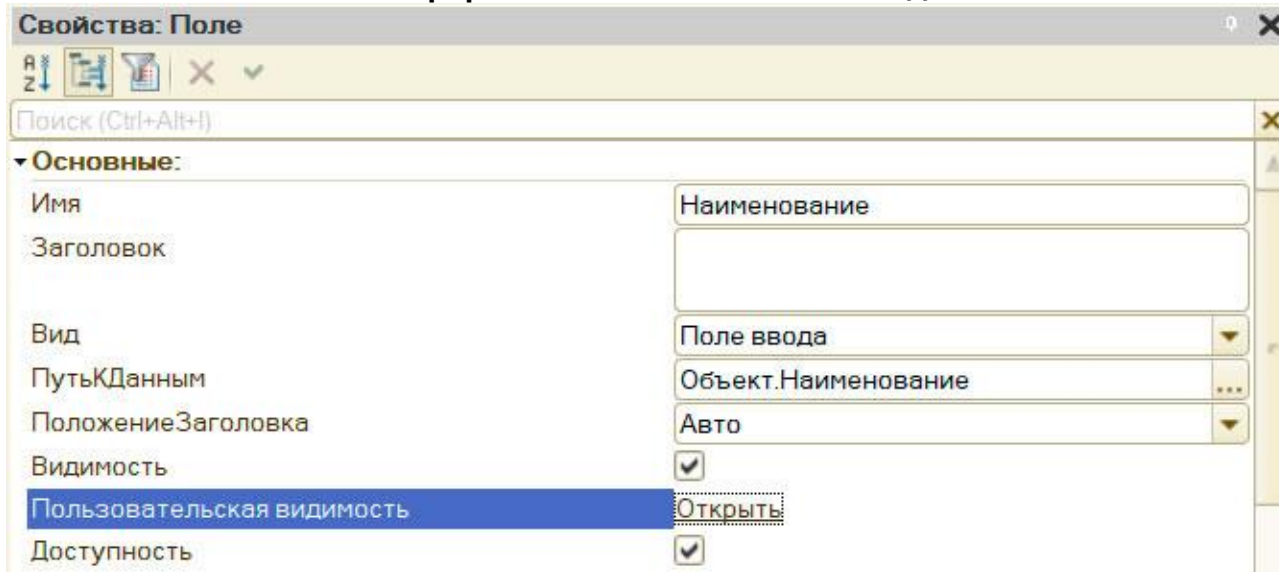 Свойства: Поле
Поиск (Ctrl+Alt+I)
Основные:
Имя Наименование
Заголовок
Вид Поле ввода
ПутьКДанным Объект.Наименование ...
ПоложениеЗаголовка Авто
Видимость
Пользовательская видимость Открыть
Доступность